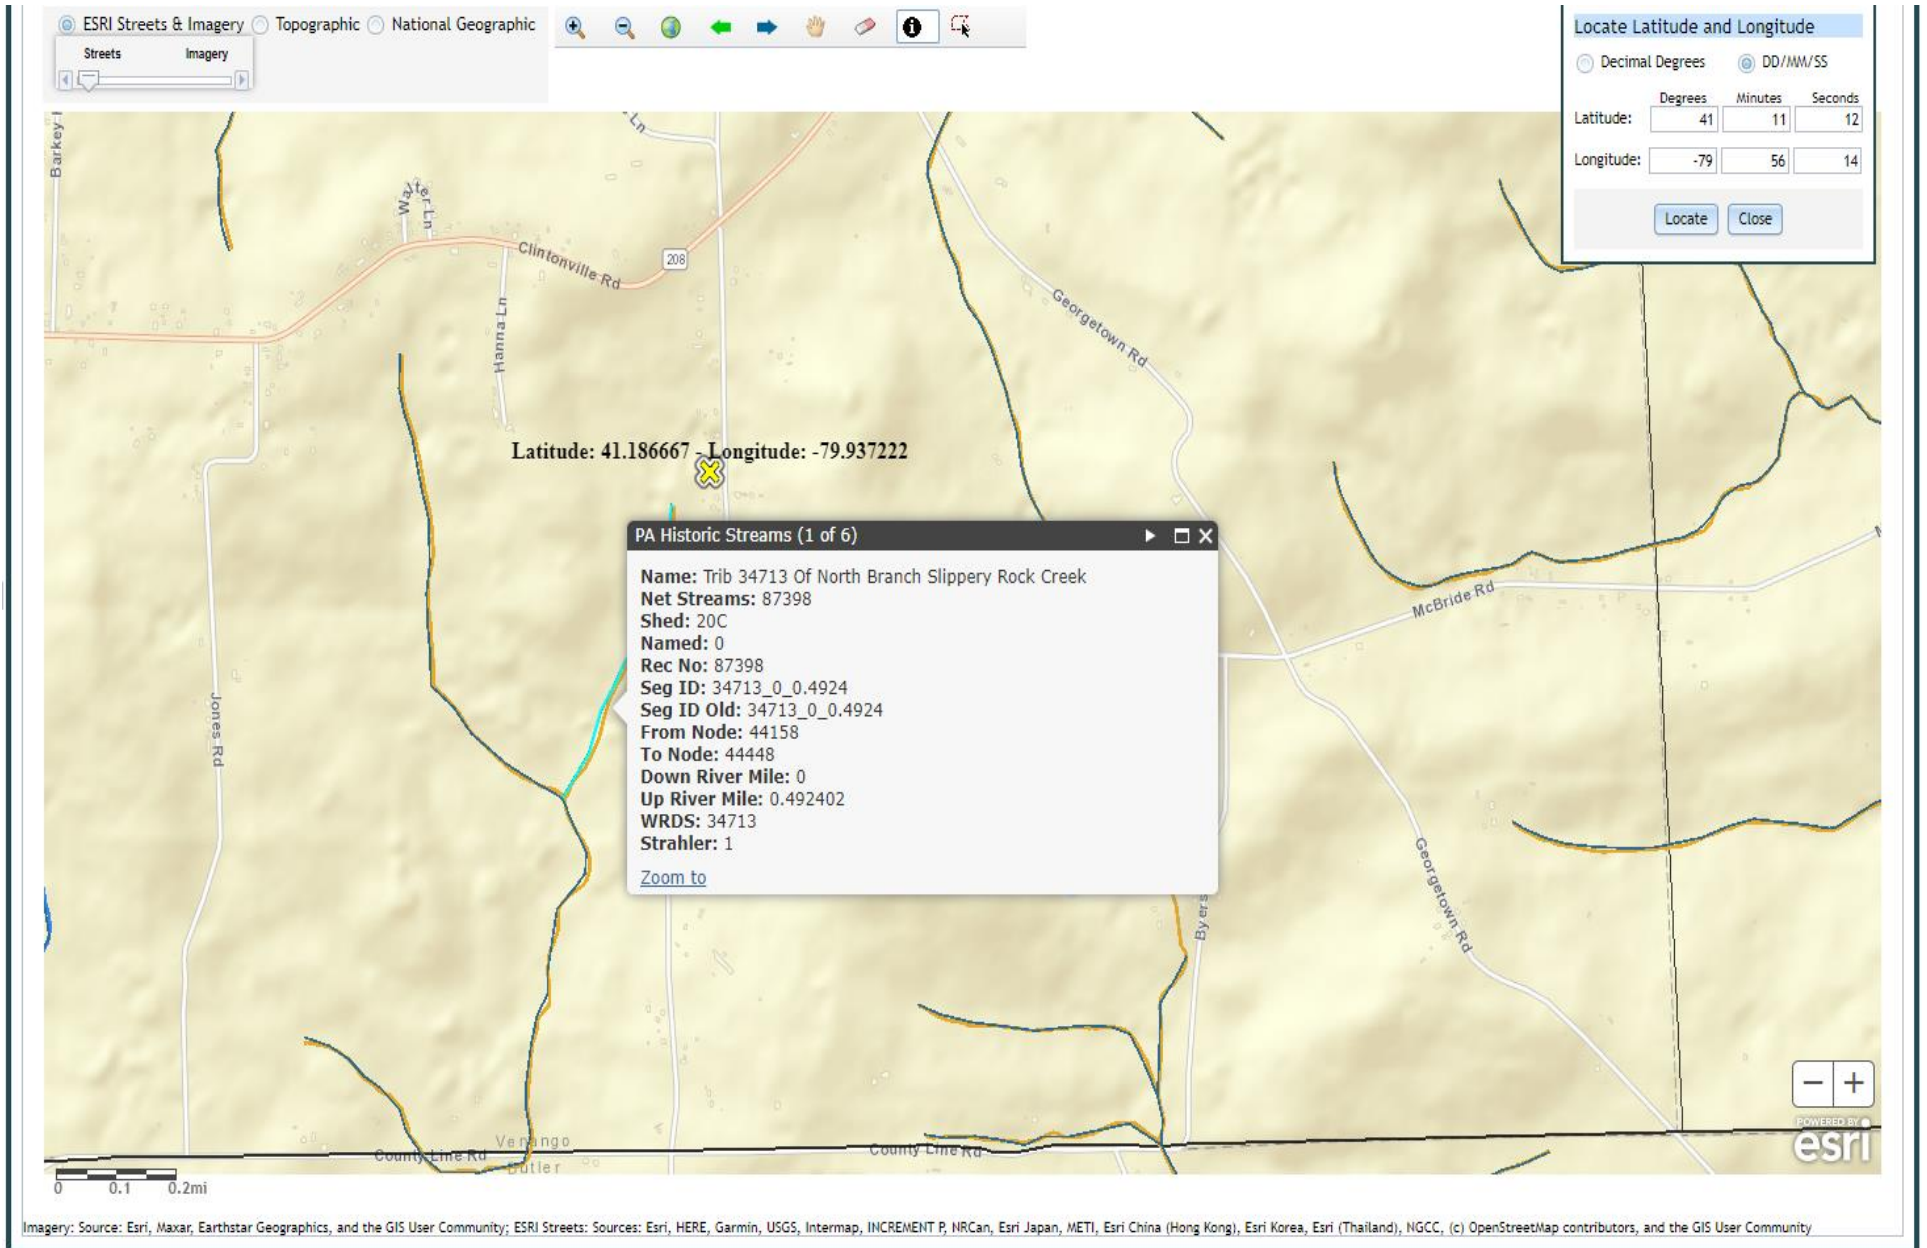 ESRI Streets & Imagery Topographic National Geographic
Streets Imagery
Locate Latitude and Longitude
Decimal Degrees DD/MM/SS
Degrees Minutes Seconds
Latitude: 41 11 12
Longitude: -79 56 14
Locate Close
Ln
Walter Ln
Clintonville Rd
208
Hanna Ln
Georgetown Rd
Latitude: 41.186667 - Longitude: -79.937222
PA Historic Streams (1 of 6)
Name: Trib 34713 Of North Branch Slippery Rock Creek
Net Streams: 87398
Shed: 20C
Named: 0
Rec No: 87398
Seg ID: 34713_0_0.4924
Seg ID Old: 34713_0_0.4924
From Node: 44158
To Node: 44448
Down River Mile: 0
Up River Mile: 0.492402
WRDS: 34713
Strahler: 1
Zoom to
Barkey
McBride Rd
Jones Rd
Byers
Georgetown Rd
Venango
County Line Rd
Butler
County Line Rd
POWERED BY
esri
0 0.1 0.2mi
Imagery: Source: Esri, Maxar, Earthstar Geographics, and the GIS User Community; ESRI Streets: Sources: Esri, HERE, Garmin, USGS, Intermap, INCREMENT P, NRCan, Esri Japan, METI, Esri China (Hong Kong), Esri Korea, Esri (Thailand), NGCC, (c) OpenStreetMap contributors, and the GIS User Community